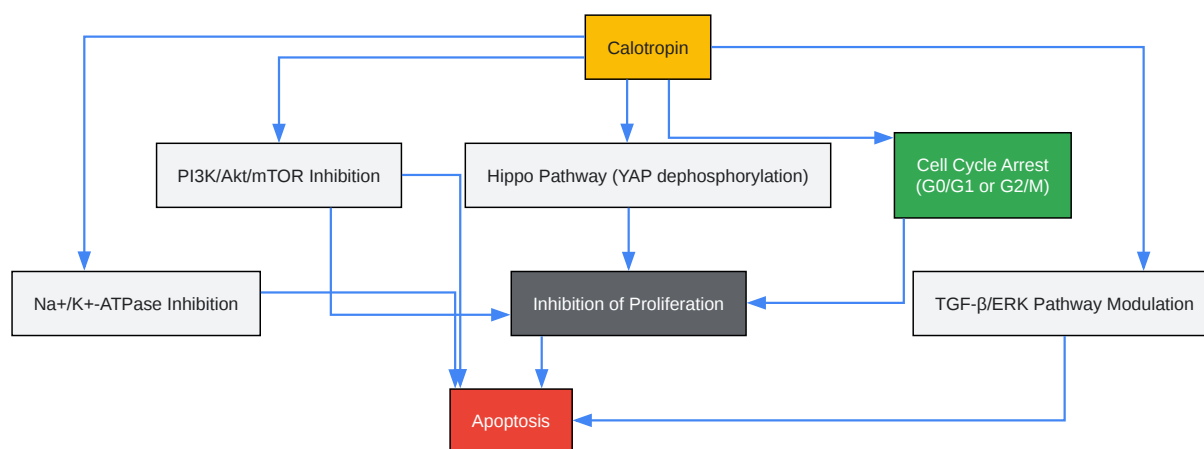 Calotropin
PI3K/Akt/mTOR Inhibition
Hippo Pathway (YAP dephosphorylation)
Cell Cycle Arrest
(G0/G1 or G2/M)
Na+/K+-ATPase Inhibition
Inhibition of Proliferation
TGF-β/ERK Pathway Modulation
Apoptosis